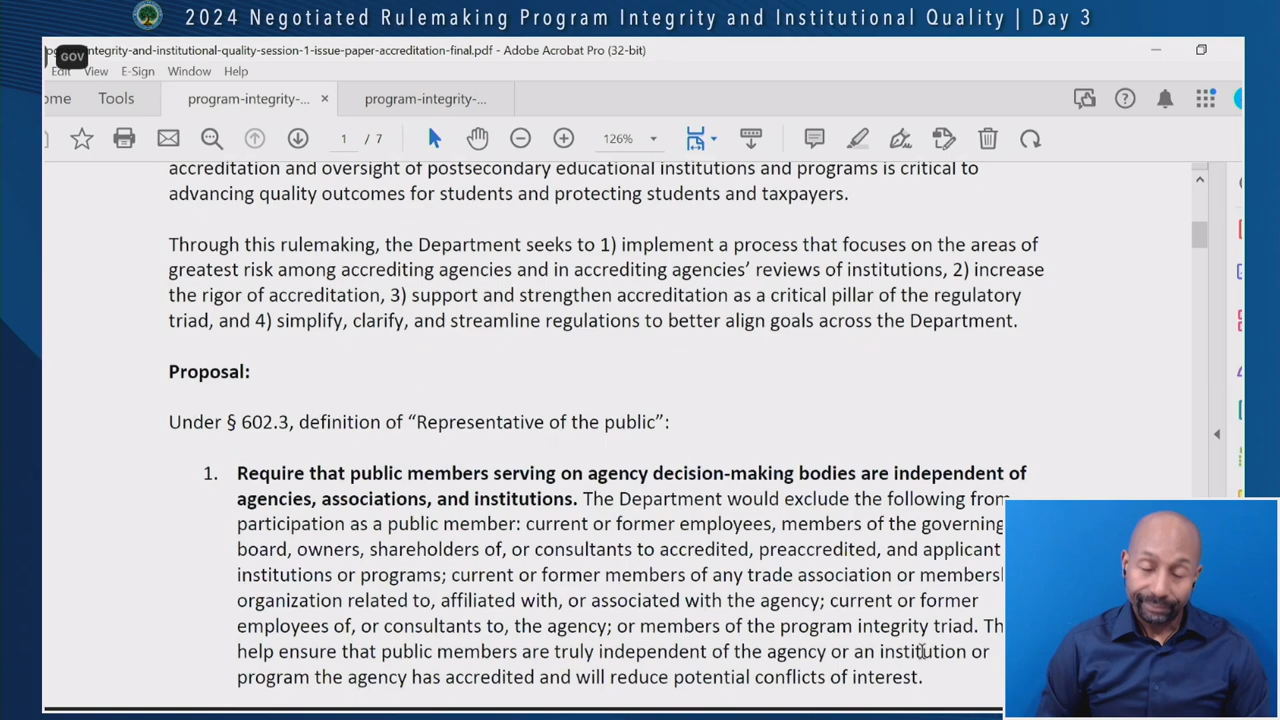 2024 Negotiated Rulemaking Program Integrity and Institutional Quality | Day 3
GOV
ogram-integrity-and-institutional-quality-session-1-issue-paper-accreditation-final.pdf - Adobe Acrobat Pro (32-bit)
Edit View E-Sign Window Help
ome Tools program-integrity-... × program-integrity-...
1 / 7 126%
accreditation and oversight of postsecondary educational institutions and programs is critical to
advancing quality outcomes for students and protecting students and taxpayers.
Through this rulemaking, the Department seeks to 1) implement a process that focuses on the areas of
greatest risk among accrediting agencies and in accrediting agencies’ reviews of institutions, 2) increase
the rigor of accreditation, 3) support and strengthen accreditation as a critical pillar of the regulatory
triad, and 4) simplify, clarify, and streamline regulations to better align goals across the Department.
Proposal:
Under § 602.3, definition of “Representative of the public”:
1. Require that public members serving on agency decision-making bodies are independent of
agencies, associations, and institutions. The Department would exclude the following from
participation as a public member: current or former employees, members of the governing
board, owners, shareholders of, or consultants to accredited, preaccredited, and applicant
institutions or programs; current or former members of any trade association or membersh
organization related to, affiliated with, or associated with the agency; current or former
employees of, or consultants to, the agency; or members of the program integrity triad. Th
help ensure that public members are truly independent of the agency or an institution or
program the agency has accredited and will reduce potential conflicts of interest.